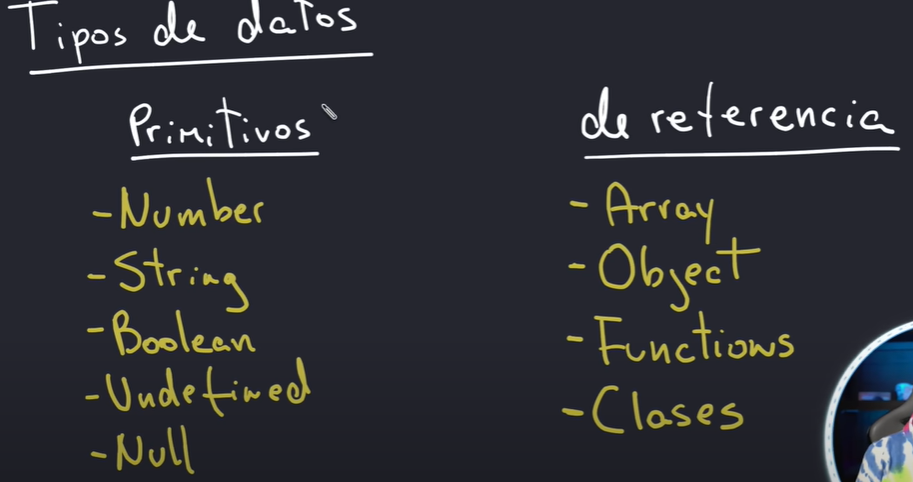 Tipos de datos
Primitivos
- Number
- String
- Boolean
- Undefined
- Null
de referencia
- Array
- Object
- Functions
- Clases